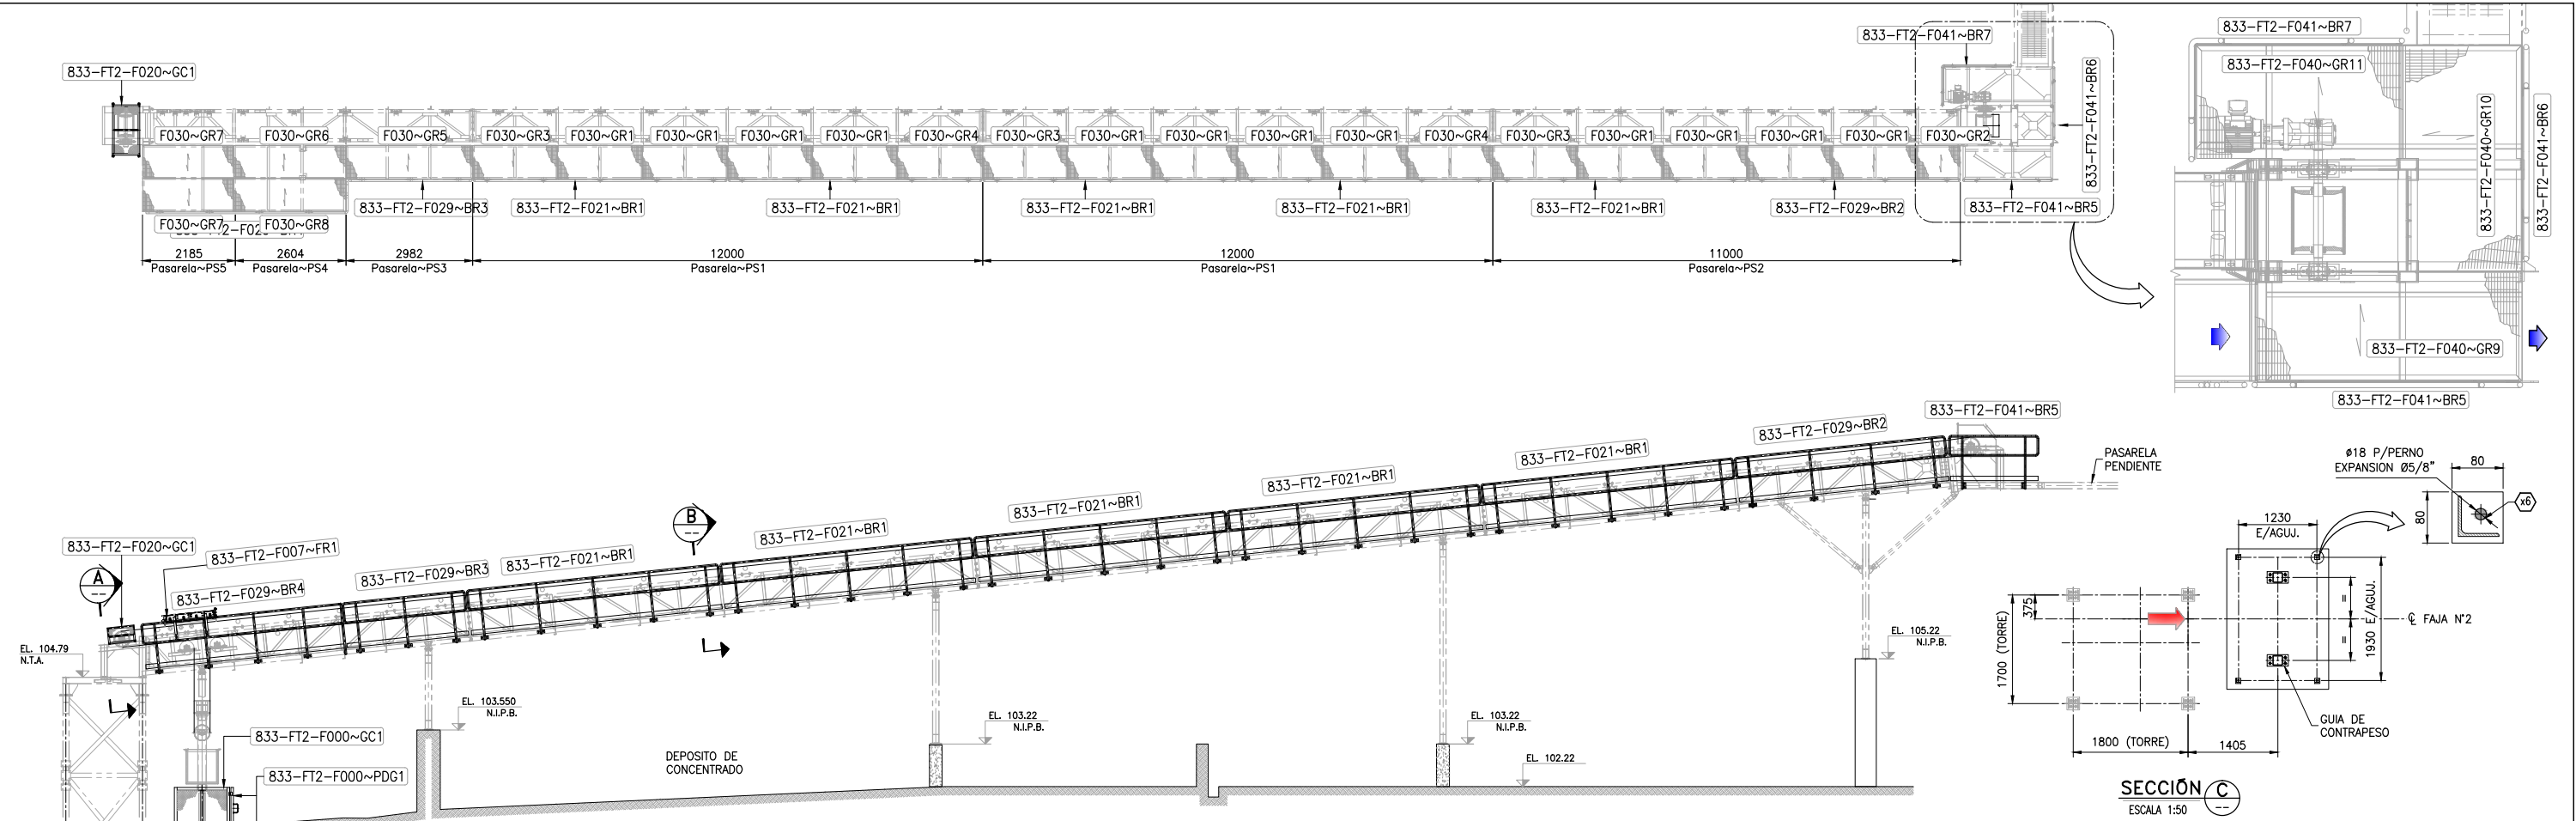 833-FT2-F020~GC1
833-FT2-F041~BR7
833-FT2-F041~BR6
F030~GR7
F030~GR6
F030~GR5
F030~GR3
F030~GR1
F030~GR1
F030~GR1
F030~GR1
F030~GR4
F030~GR3
F030~GR1
F030~GR1
F030~GR1
F030~GR1
F030~GR4
F030~GR3
F030~GR1
F030~GR1
F030~GR1
F030~GR1
F030~GR2
833-FT2-F029~BR3
833-FT2-F021~BR1
833-FT2-F021~BR1
833-FT2-F021~BR1
833-FT2-F021~BR1
833-FT2-F021~BR1
833-FT2-F029~BR2
833-FT2-F041~BR5
F030~GR7
F030~GR8
2185
Pasarela~PS5
2604
Pasarela~PS4
2982
Pasarela~PS3
12000
Pasarela~PS1
12000
Pasarela~PS1
11000
Pasarela~PS2
833-FT2-F041~BR7
833-FT2-F040~GR11
833-FT2-F040~GR10
833-FT2-F041~BR6
833-FT2-F040~GR9
833-FT2-F041~BR5
833-FT2-F020~GC1
A
--
833-FT2-F007~FR1
833-FT2-F029~BR4
833-FT2-F029~BR3
833-FT2-F021~BR1
B
--
833-FT2-F021~BR1
833-FT2-F021~BR1
833-FT2-F021~BR1
833-FT2-F021~BR1
833-FT2-F029~BR2
833-FT2-F041~BR5
PASARELA
PENDIENTE
EL. 104.79
N.T.A.
EL. 103.550
N.I.P.B.
EL. 103.22
N.I.P.B.
EL. 103.22
N.I.P.B.
EL. 102.22
EL. 105.22
N.I.P.B.
DEPOSITO DE
CONCENTRADO
833-FT2-F000~GC1
833-FT2-F000~PDG1
ø18 P/PERNO
EXPANSION Ø5/8"
80
80
x6
1230
E/AGUJ.
1930 E/AGUJ.
=
=
375
1700 (TORRE)
℄ FAJA N°2
GUIA DE
CONTRAPESO
1800 (TORRE)
1405
SECCIÓN C
--
ESCALA 1:50